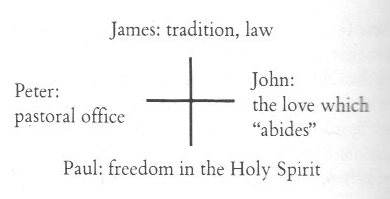 James: tradition, law
Peter:
pastoral office
John:
the love which
“abides”
Paul: freedom in the Holy Spirit